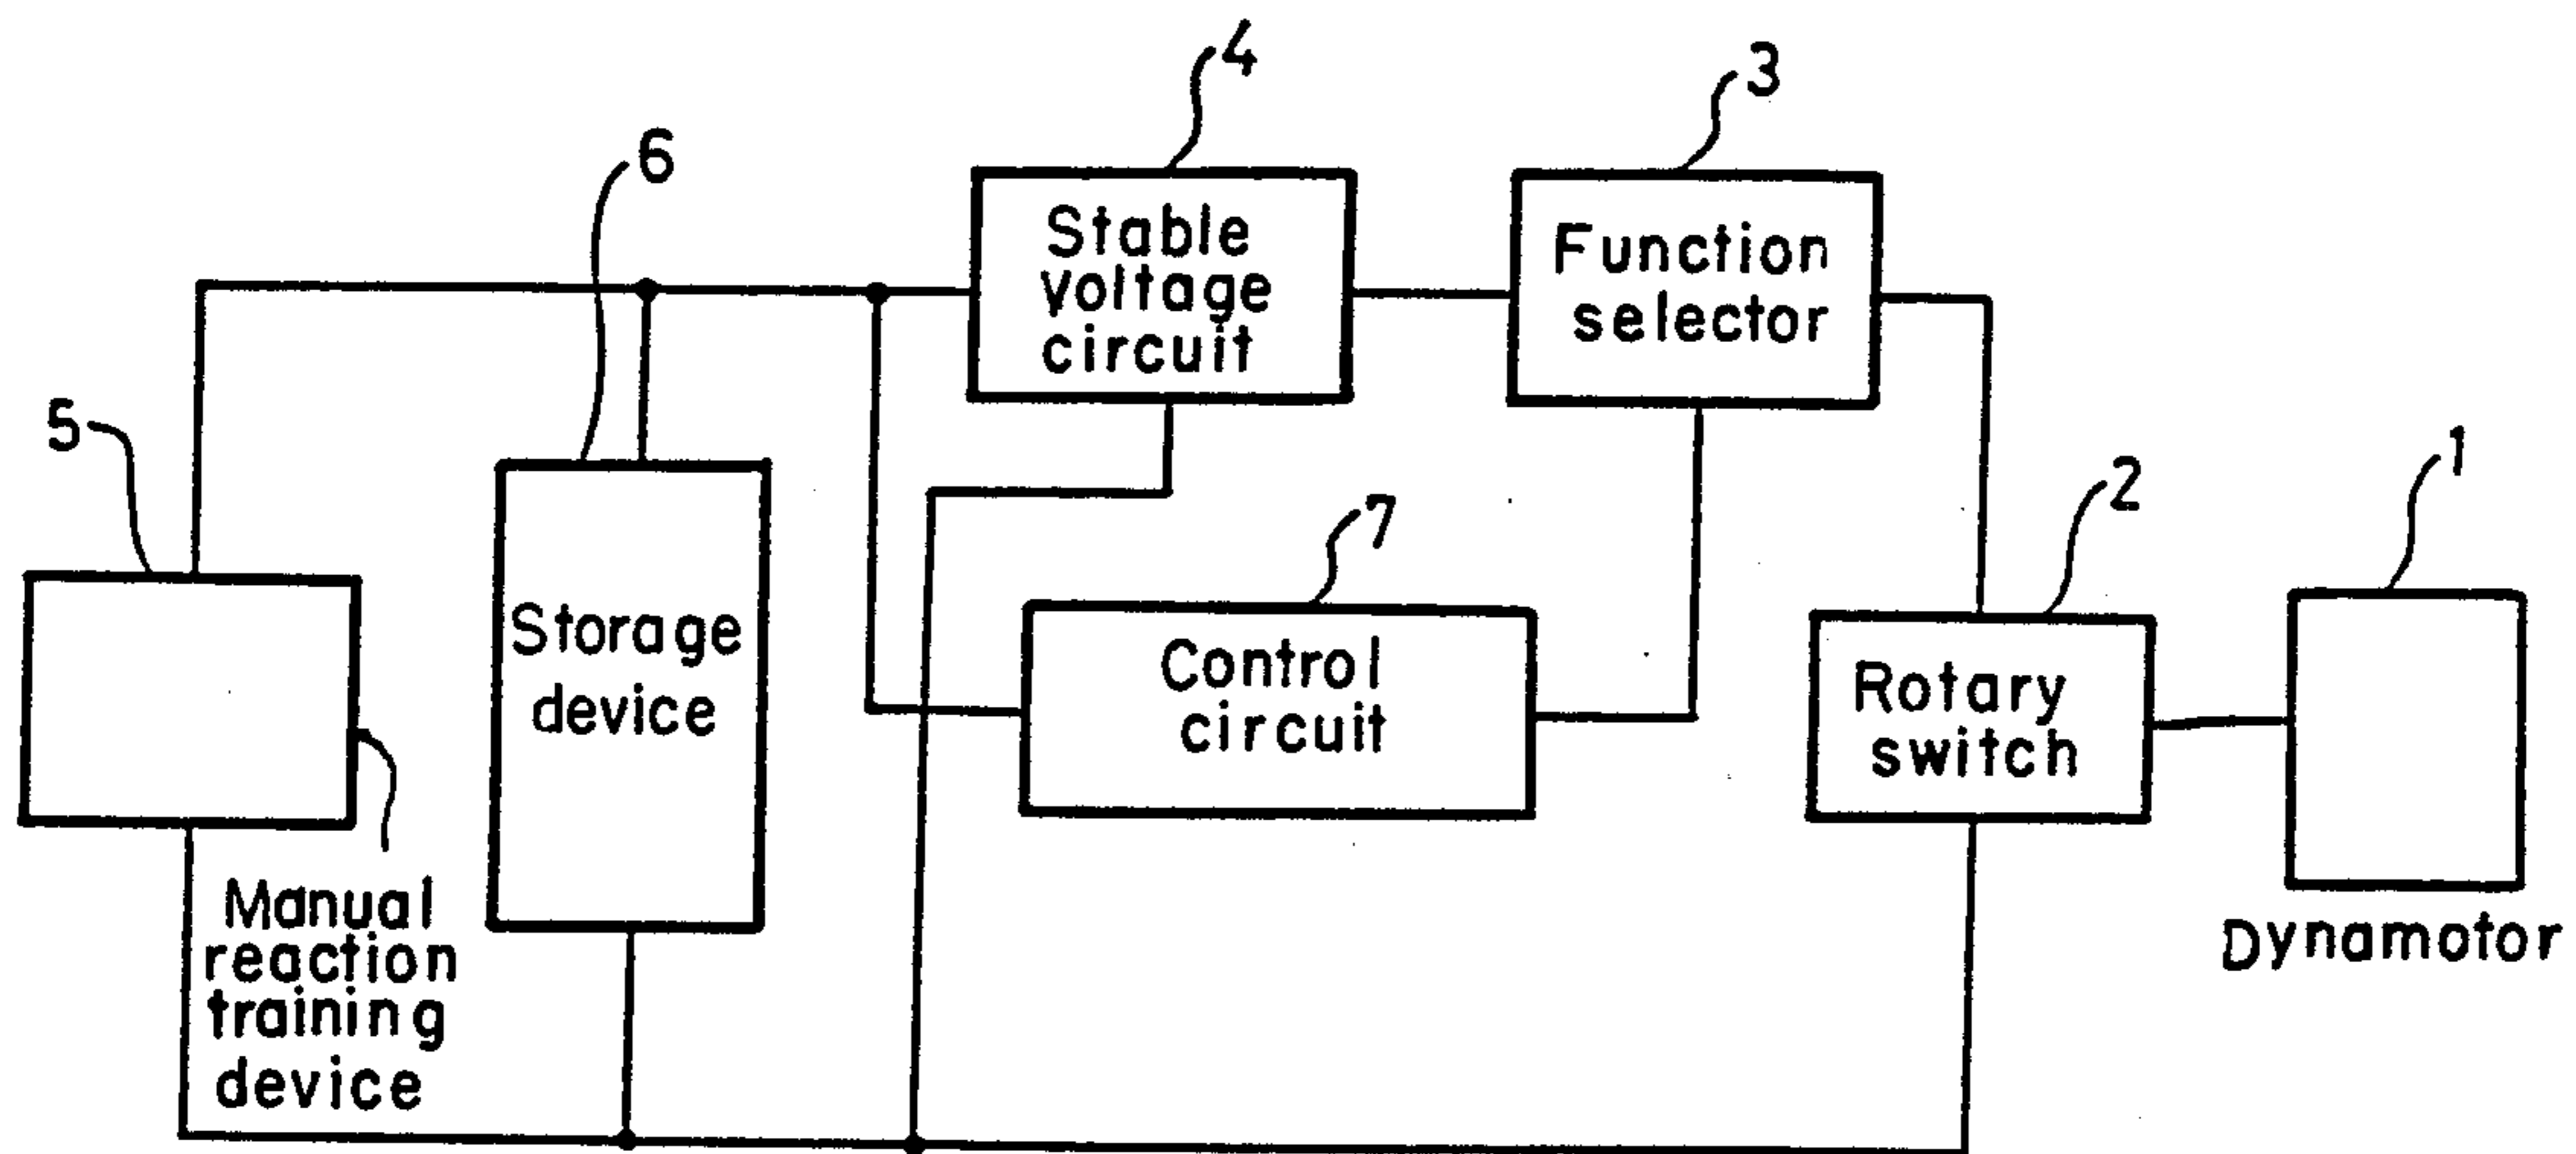 4
3
6
Stable
voltage
circuit
Function
selector
5
1
2
7
Storage
device
Control
circuit
Rotary
switch
Manual
reaction
training
device
Dynamotor